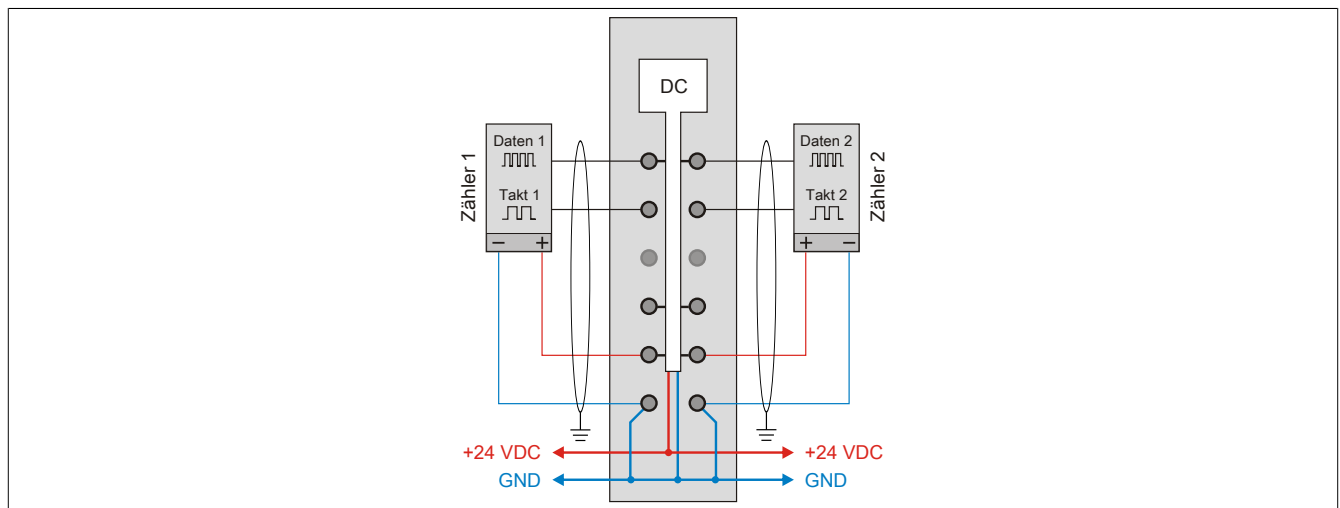 DC
Zähler 1
Daten 1
Takt 1
− +
Daten 2
Takt 2
+ −
Zähler 2
+24 VDC
+24 VDC
GND
GND